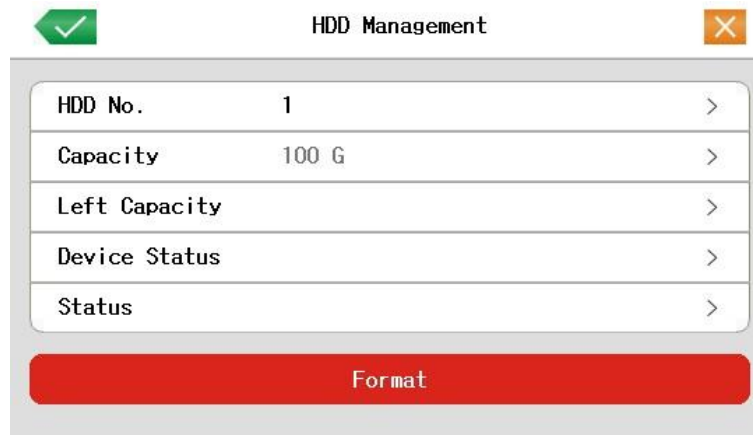 HDD Management
HDD No. 1
Capacity 100 G
Left Capacity
Device Status
Status
Format